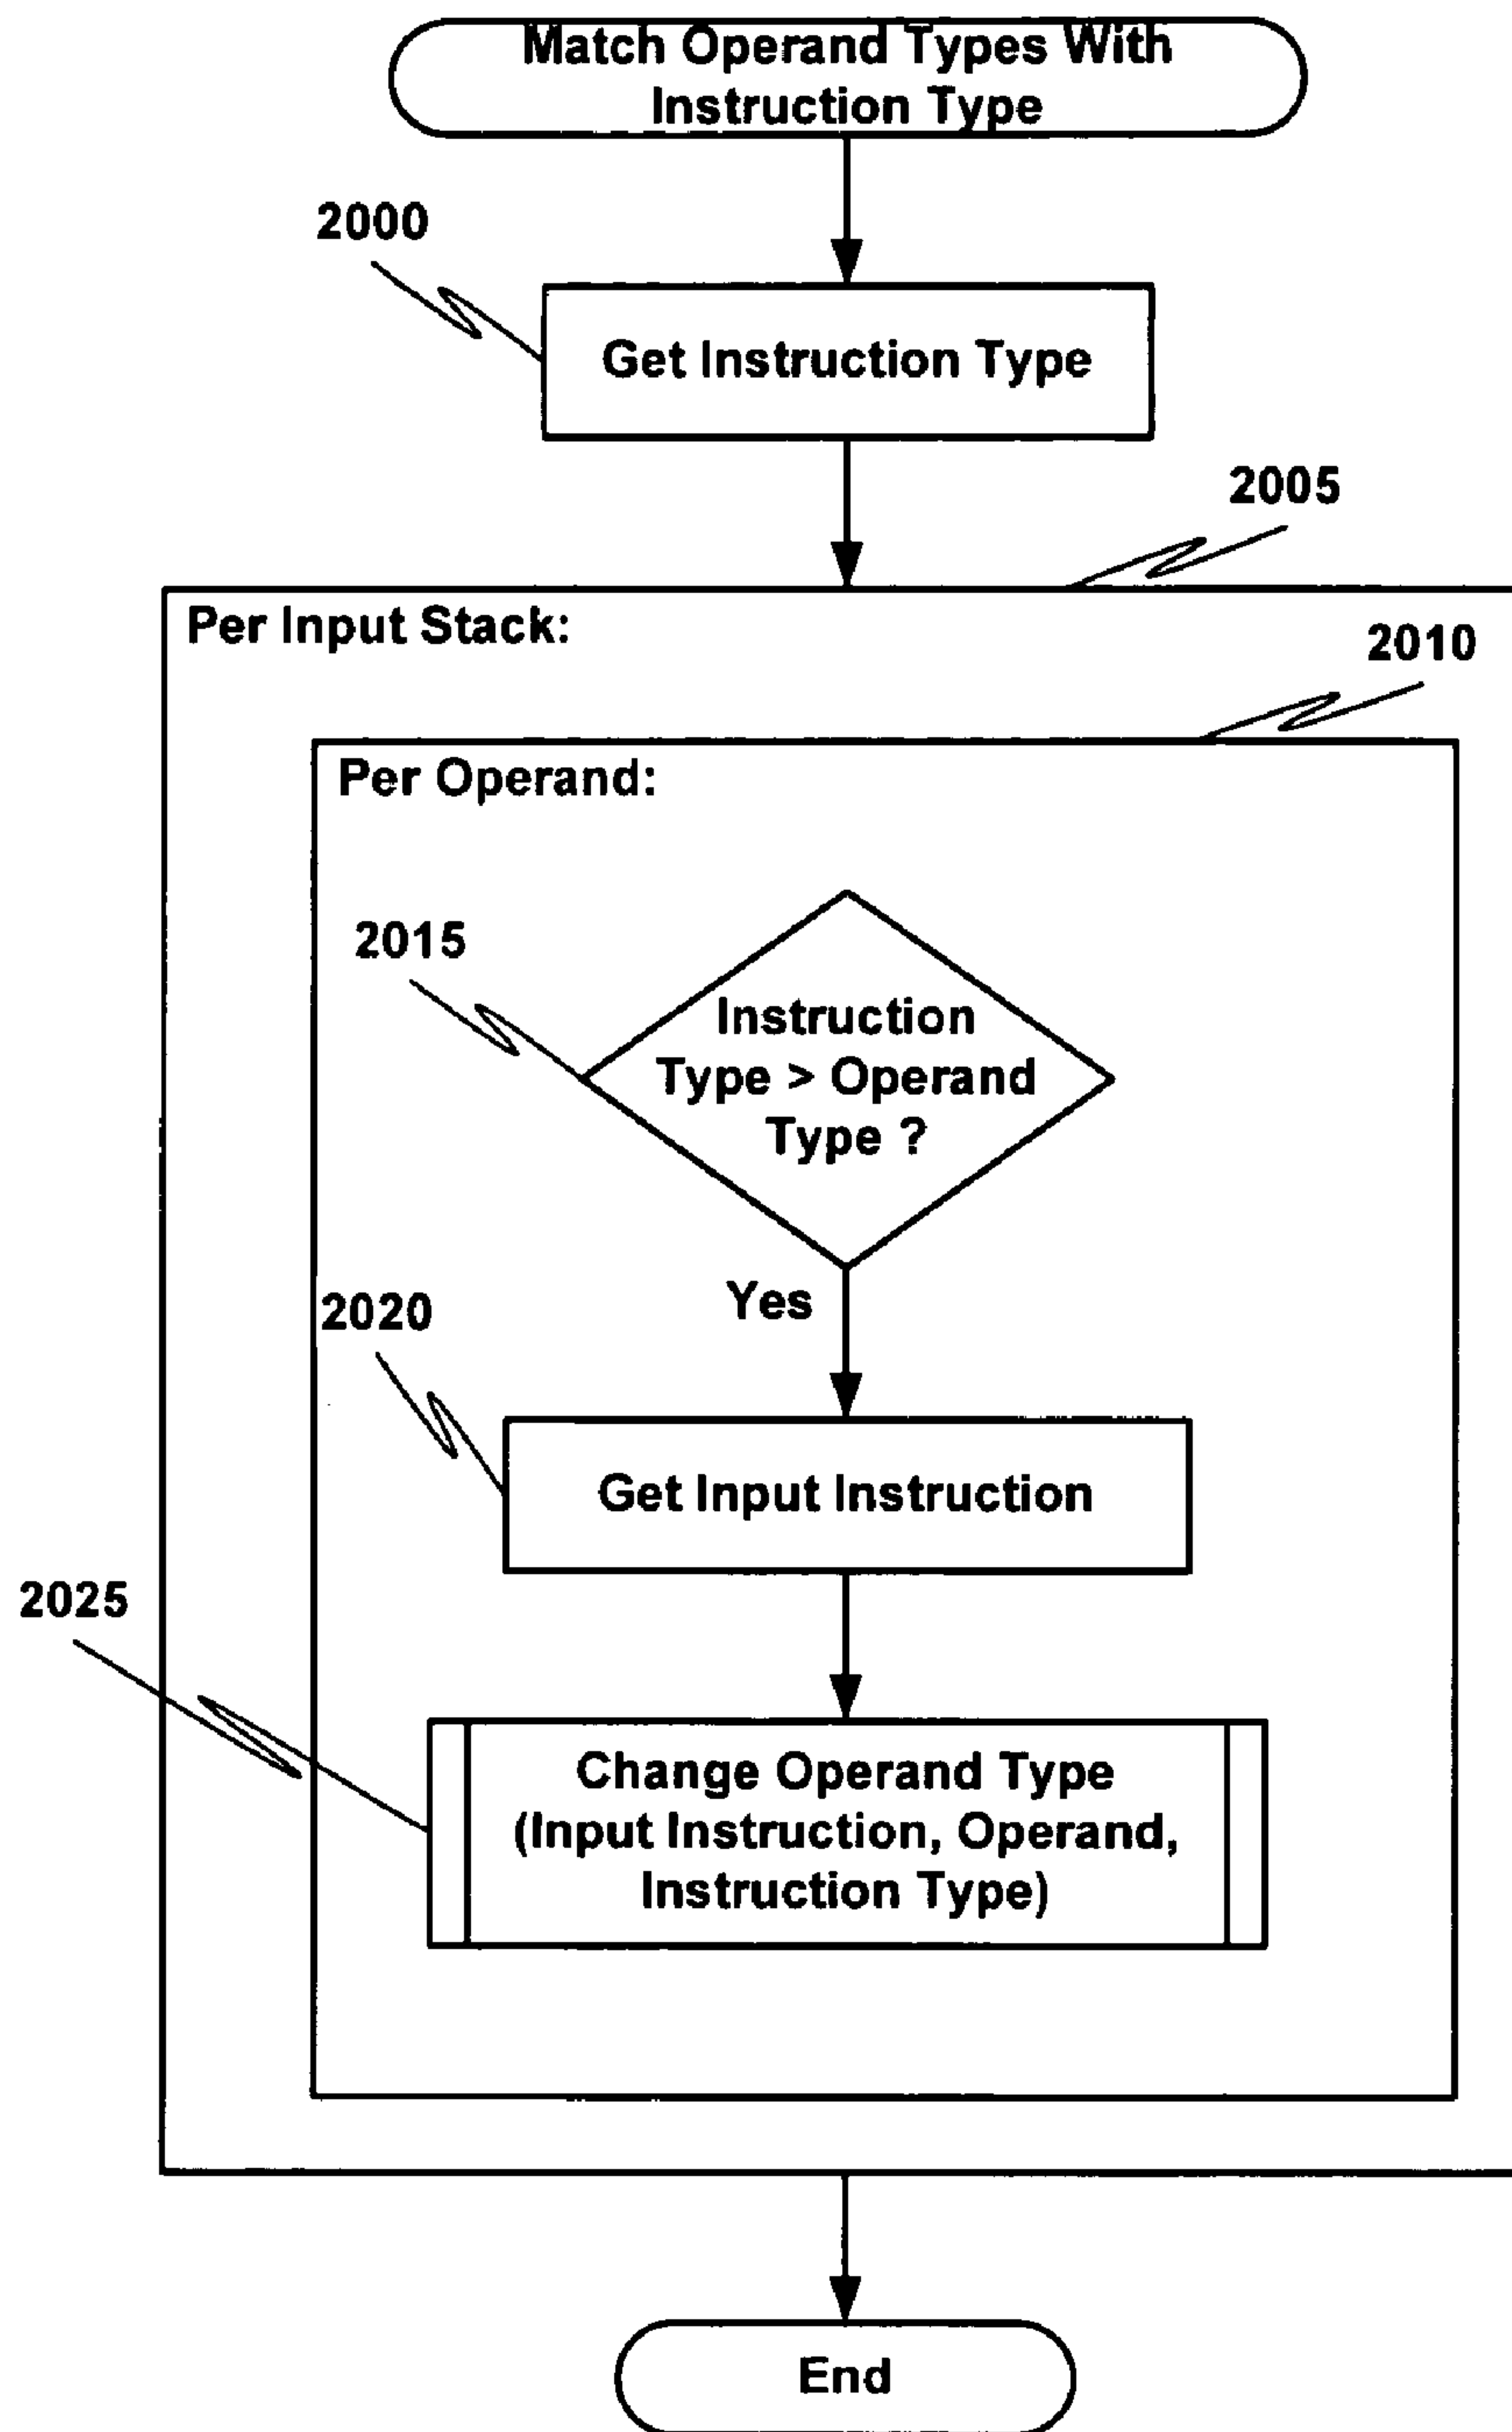 Match Operand Types With
Instruction Type
2000
Get Instruction Type
2005
Per Input Stack:
2010
Per Operand:
2015
Instruction
Type > Operand
Type ?
Yes
2020
Get Input Instruction
2025
Change Operand Type
(Input Instruction, Operand,
Instruction Type)
End